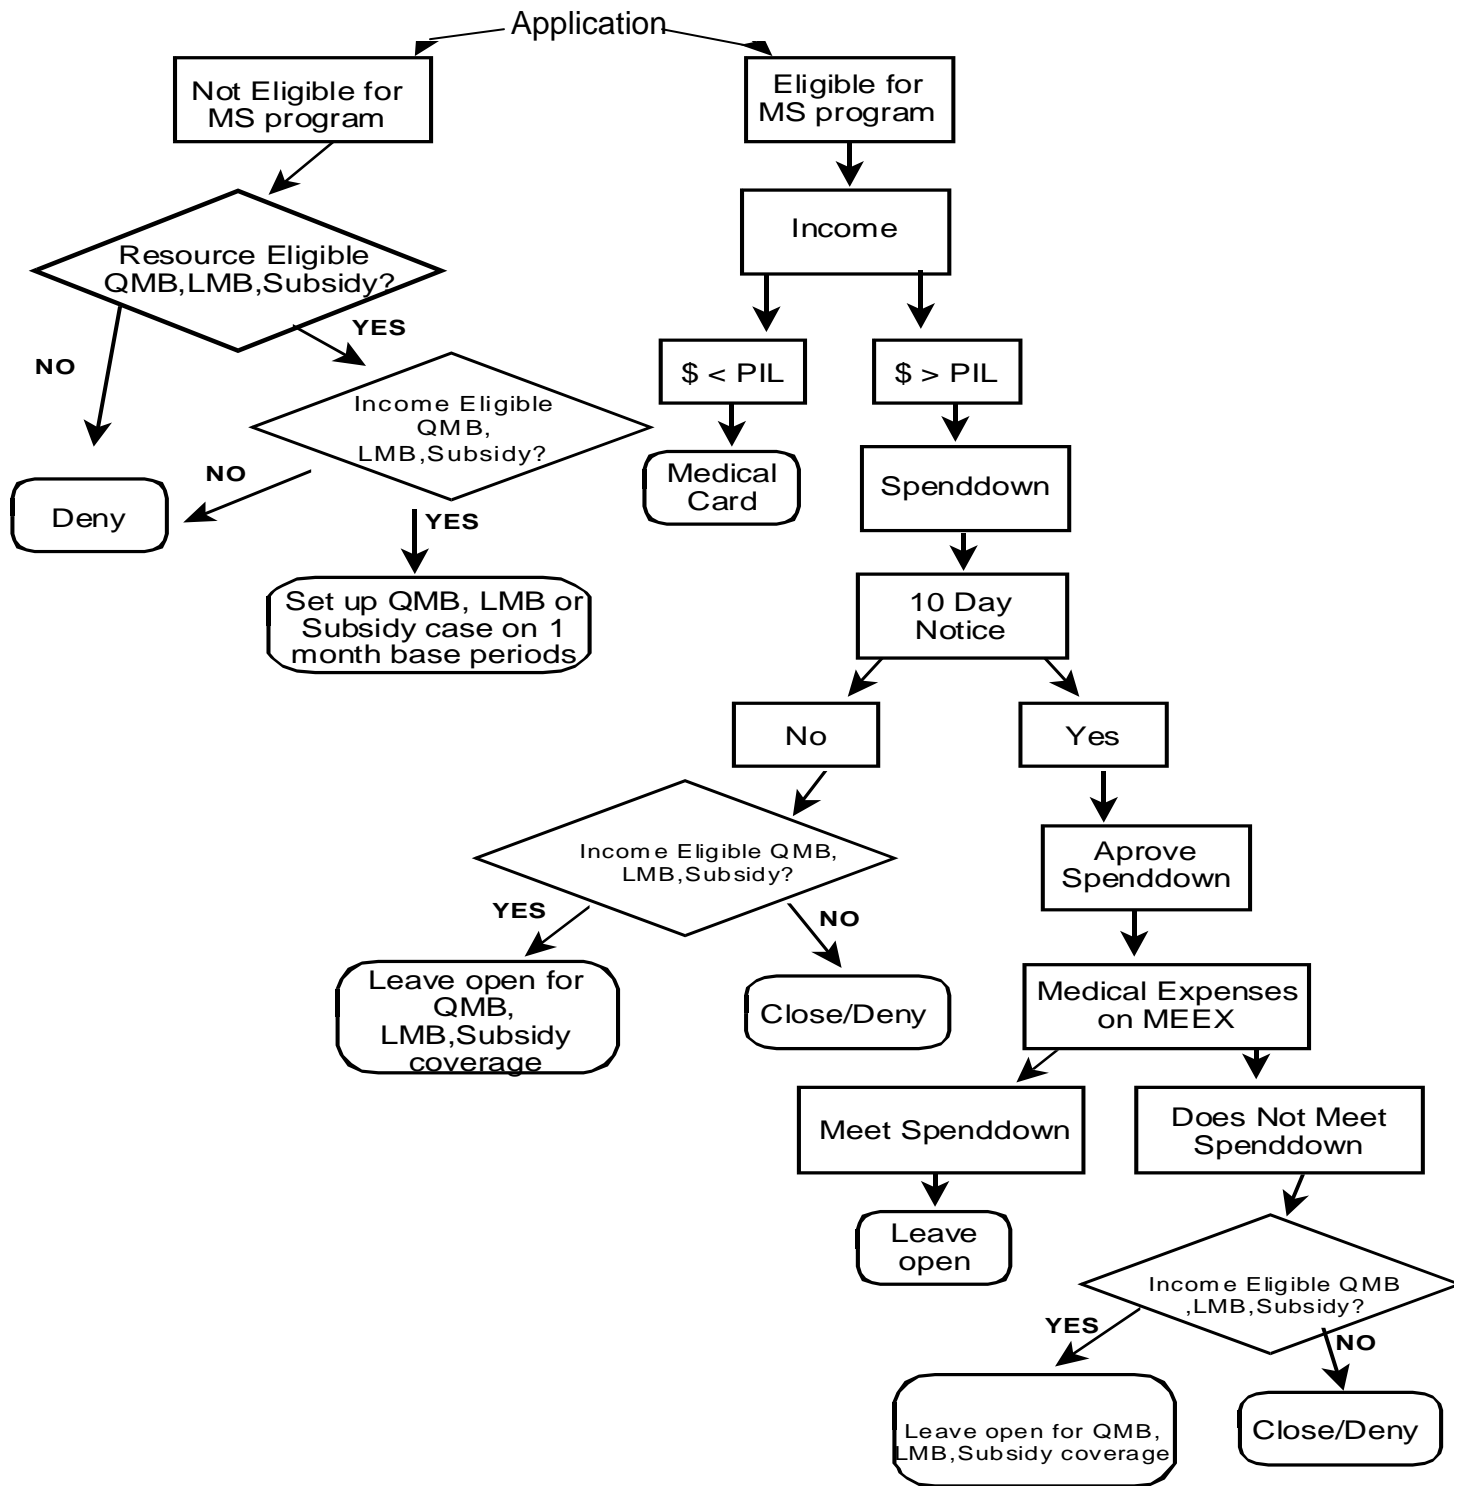 Application
Not Eligible for
MS program
Eligible for
MS program
Income
Resource Eligible
QMB,LMB,Subsidy?
YES
NO
$ < PIL
$ > PIL
Income Eligible
QMB,
LMB,Subsidy?
NO
YES
Deny
Medical
Card
Spenddown
Set up QMB, LMB or
Subsidy case on 1
month base periods
10 Day
Notice
No
Yes
Income Eligible QMB,
LMB,Subsidy?
Aprove
Spenddown
YES
NO
Leave open for
QMB,
LMB,Subsidy
coverage
Close/Deny
Medical Expenses
on MEEX
Meet Spenddown
Does Not Meet
Spenddown
Leave
open
Income Eligible QMB
,LMB,Subsidy?
YES
NO
Leave open for QMB,
LMB,Subsidy coverage
Close/Deny